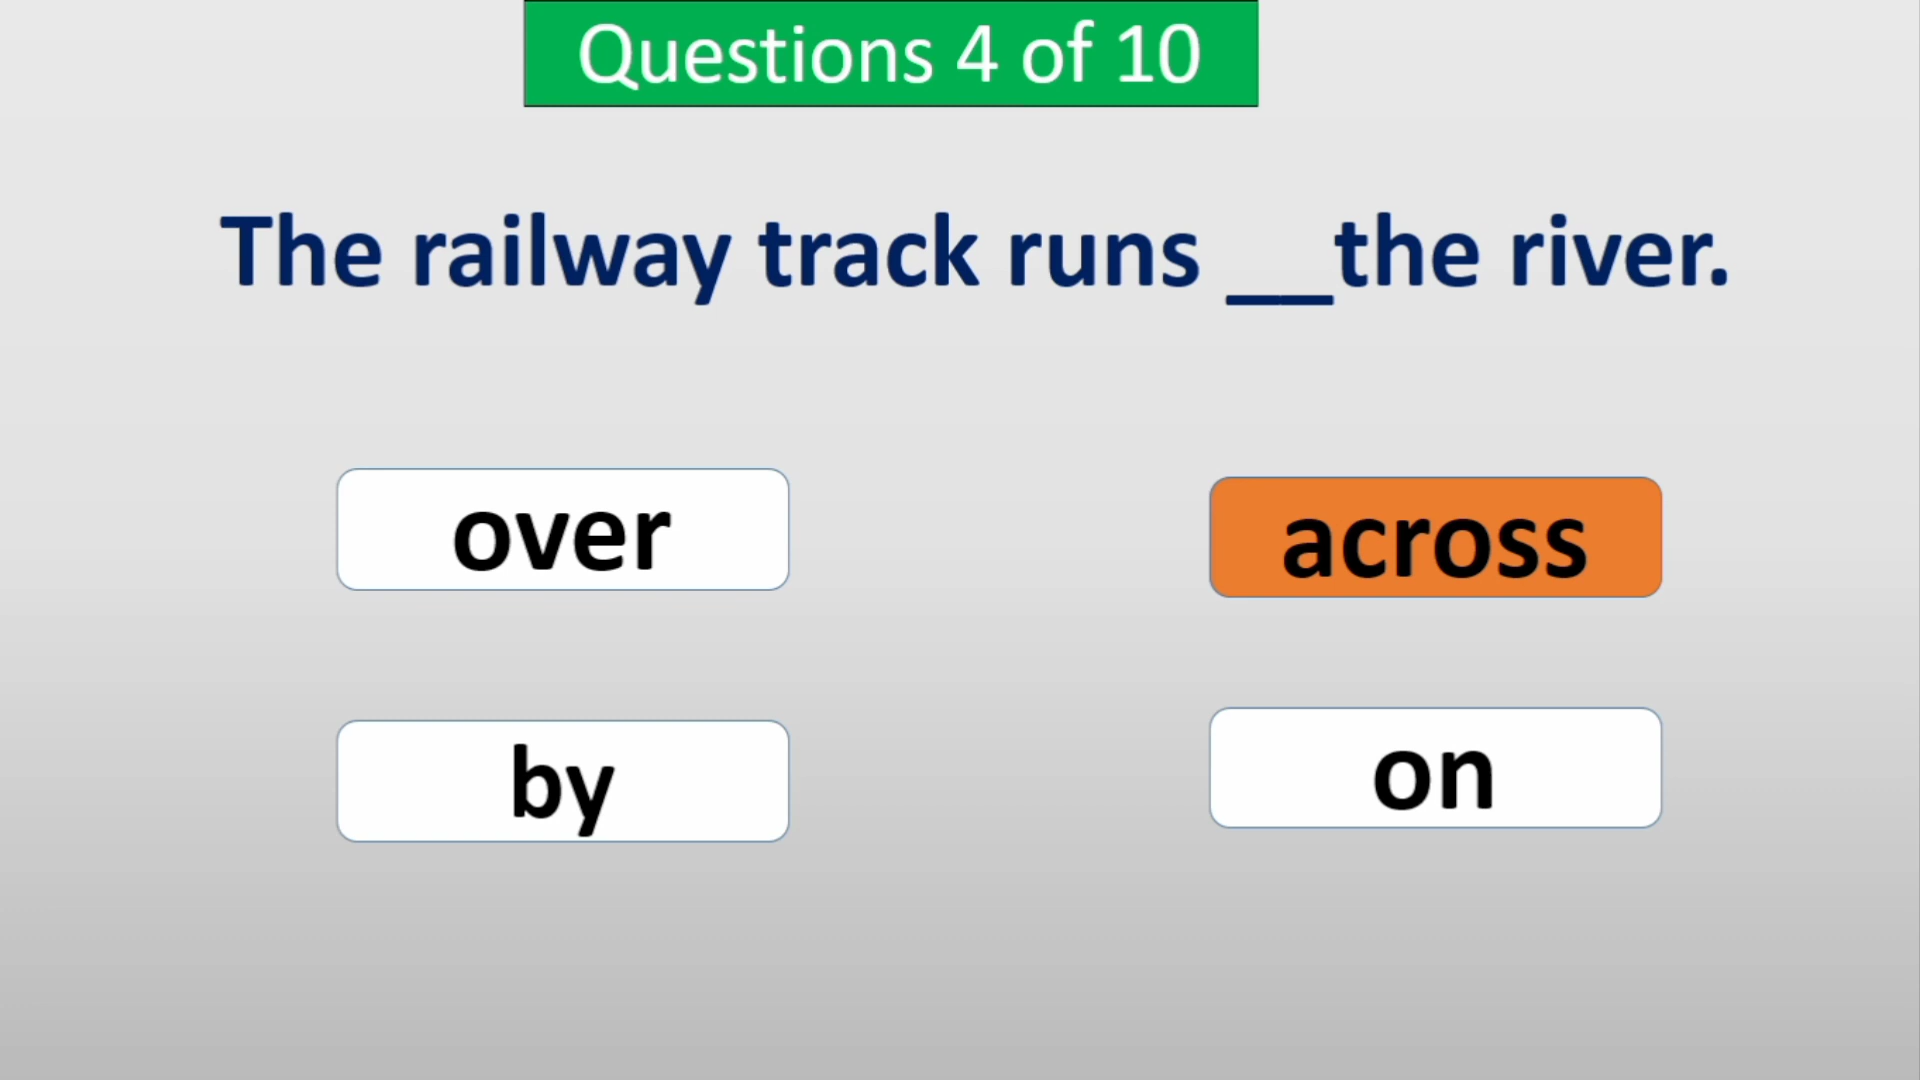 Questions 4 of 10
The railway track runs __the river.
over
across
by
on